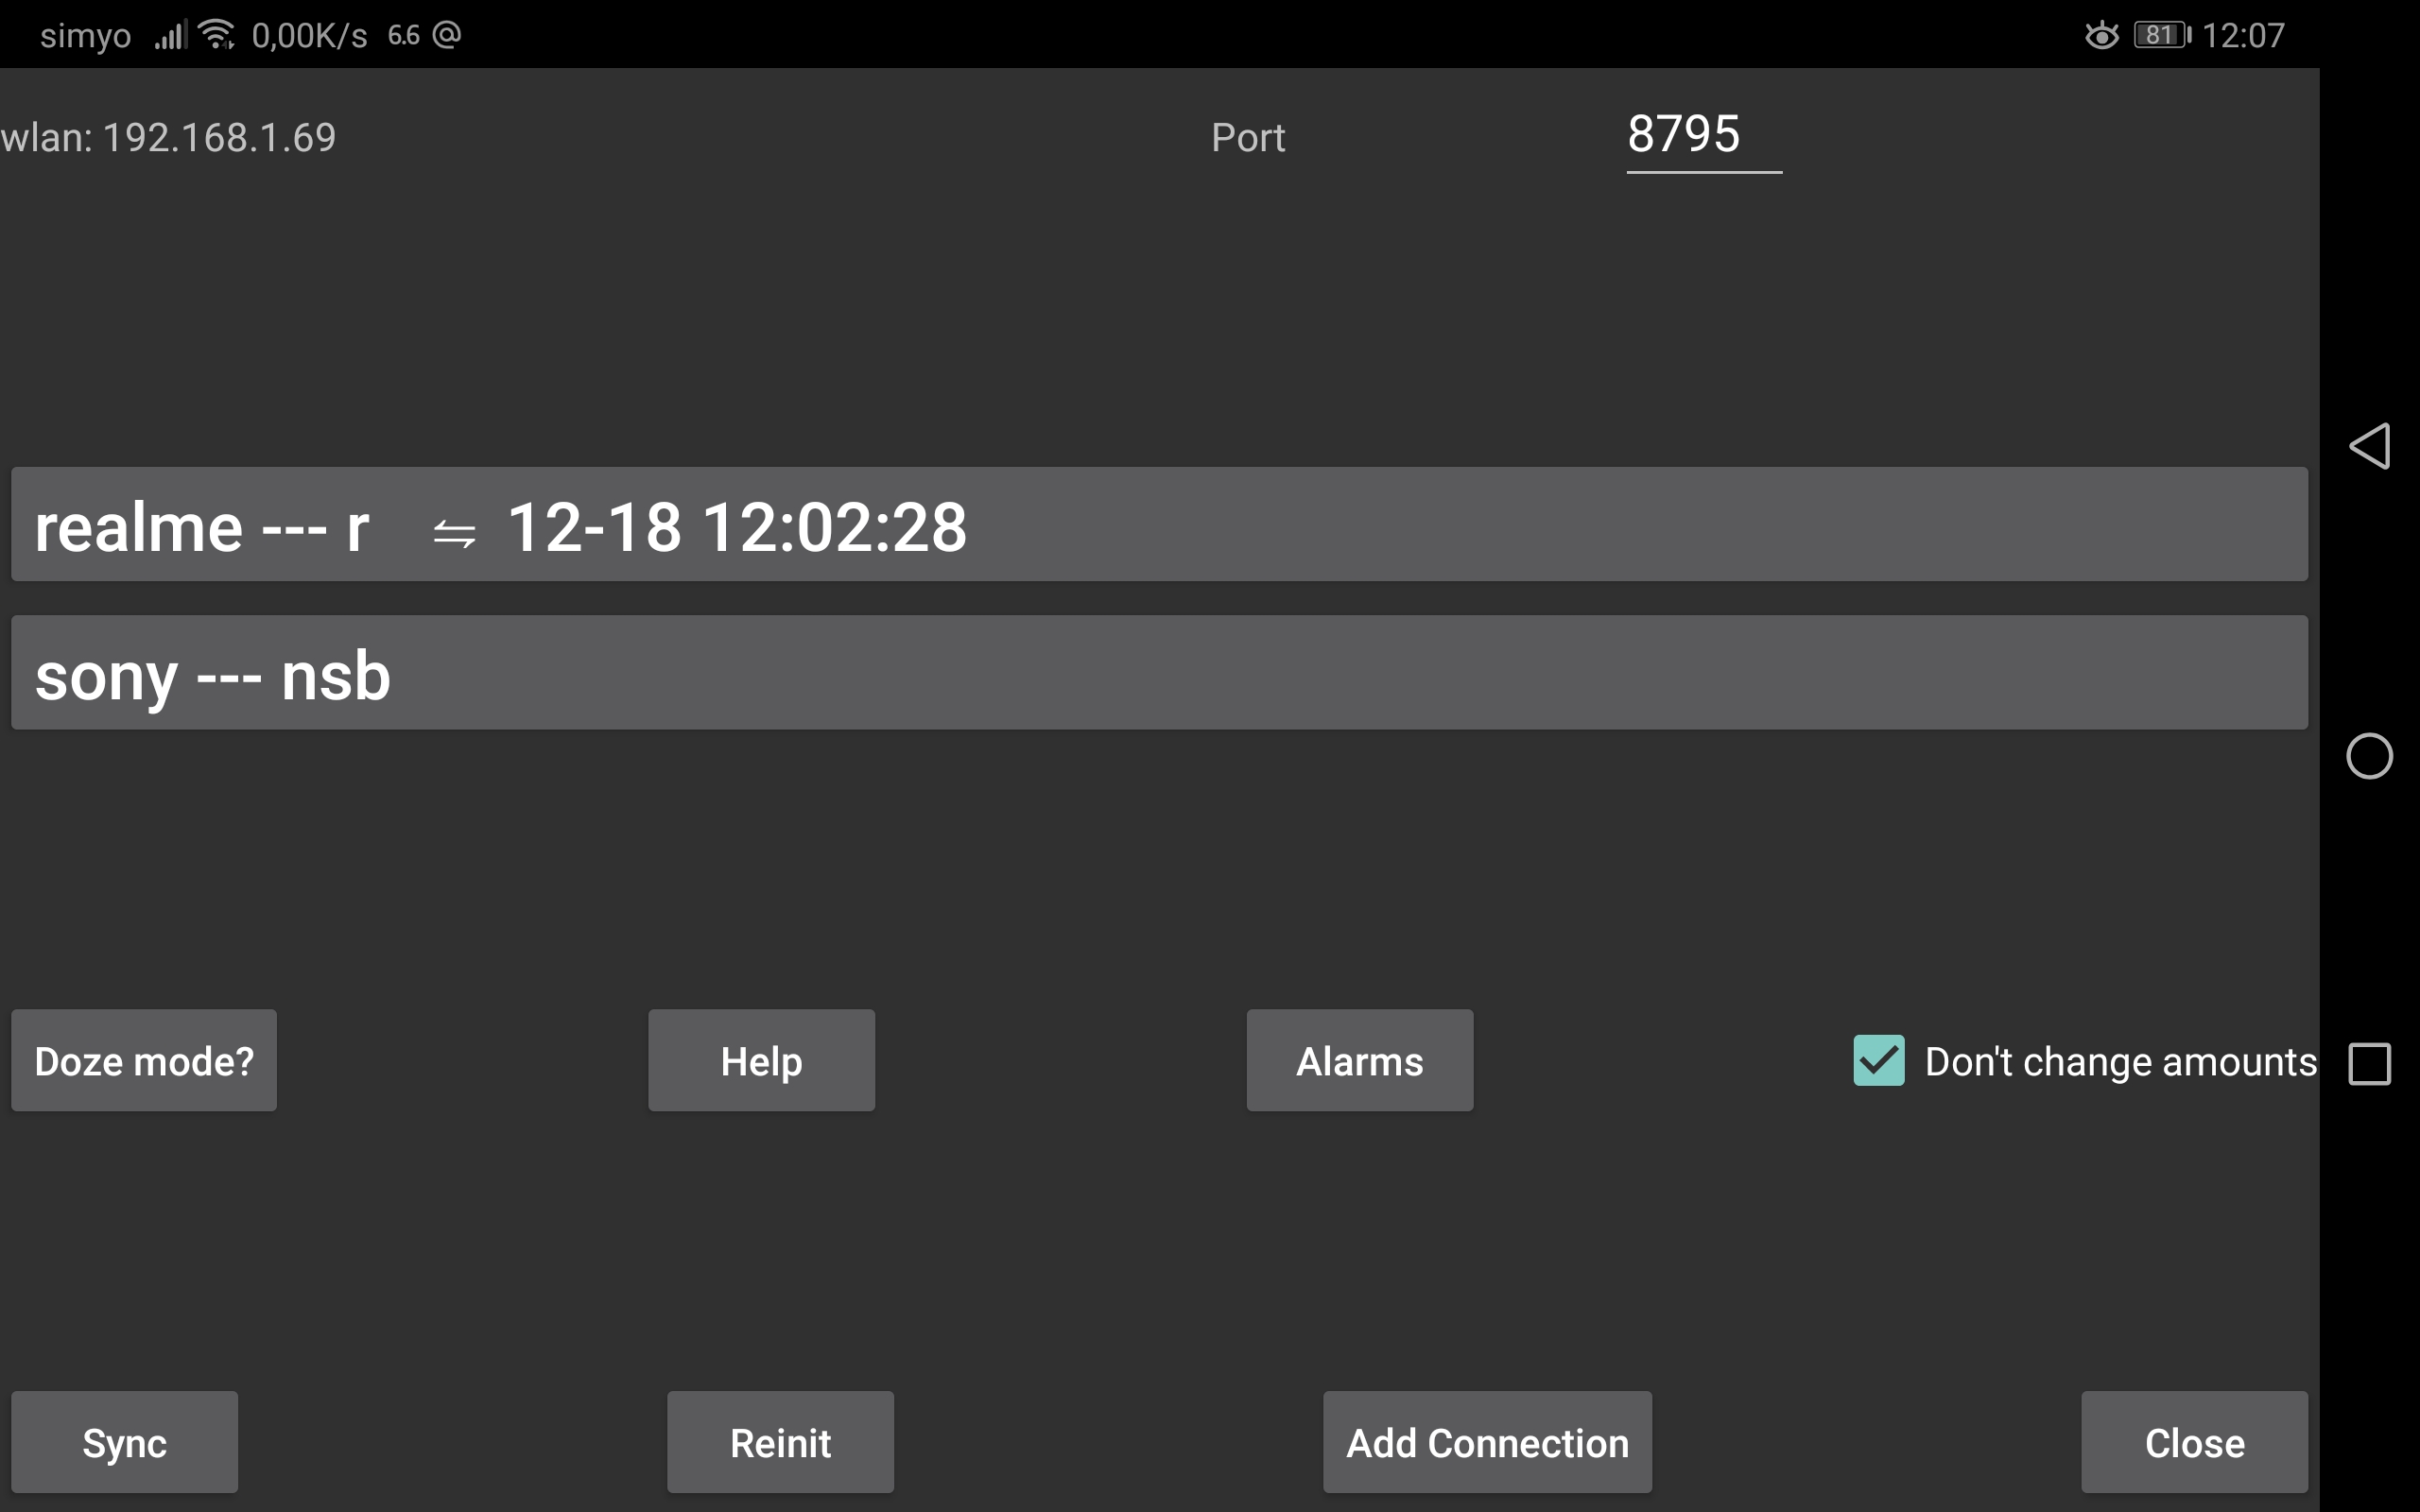 simyo 0,00K/s 6.6 @ 81 12:07
wlan: 192.168.1.69 Port 8795
realme --- r ⇋ 12-18 12:02:28
sony --- nsb
Doze mode? Help Alarms Don't change amounts
Sync Reinit Add Connection Close